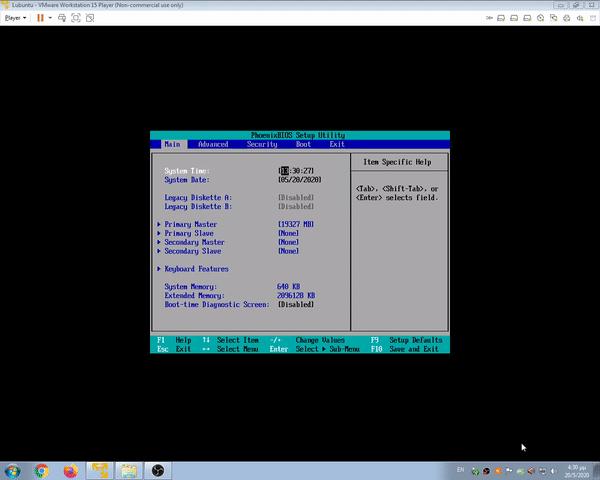 Lubuntu - VMware Workstation 15 Player (Non-commercial use only)
Player
PhoenixBIOS Setup Utility
Main Advanced Security Boot Exit
Item Specific Help
System Time: [13:30:27]
System Date: [05/20/2020]
<Tab>, <Shift-Tab>, or
<Enter> selects field.
Legacy Diskette A: [Disabled]
Legacy Diskette B: [Disabled]
Primary Master [19327 MB]
Primary Slave [None]
Secondary Master [None]
Secondary Slave [None]
Keyboard Features
System Memory: 640 KB
Extended Memory: 2096128 KB
Boot-time Diagnostic Screen: [Disabled]
F1 Help ↑↓ Select Item -/+ Change Values F9 Setup Defaults
Esc Exit ↔ Select Menu Enter Select ▶ Sub-Menu F10 Save and Exit
EN
4:30 μμ
20/5/2020